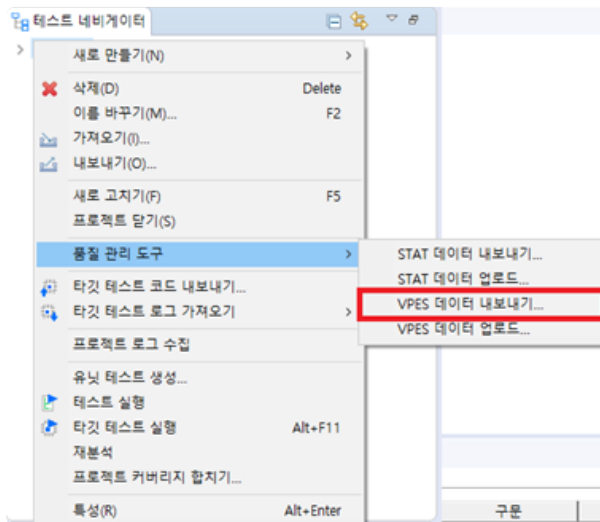 테스트 네비게이터
새로 만들기(N)
삭제(D) Delete
이름 바꾸기(M)... F2
가져오기(I)...
내보내기(O)...
새로 고치기(F) F5
프로젝트 닫기(S)
품질 관리 도구
STAT 데이터 내보내기...
STAT 데이터 업로드...
VPES 데이터 내보내기...
VPES 데이터 업로드...
타깃 테스트 코드 내보내기...
타깃 테스트 로그 가져오기
프로젝트 로그 수집
유닛 테스트 생성...
테스트 실행
타깃 테스트 실행 Alt+F11
재분석
프로젝트 커버리지 합치기...
특성(R) Alt+Enter
구문